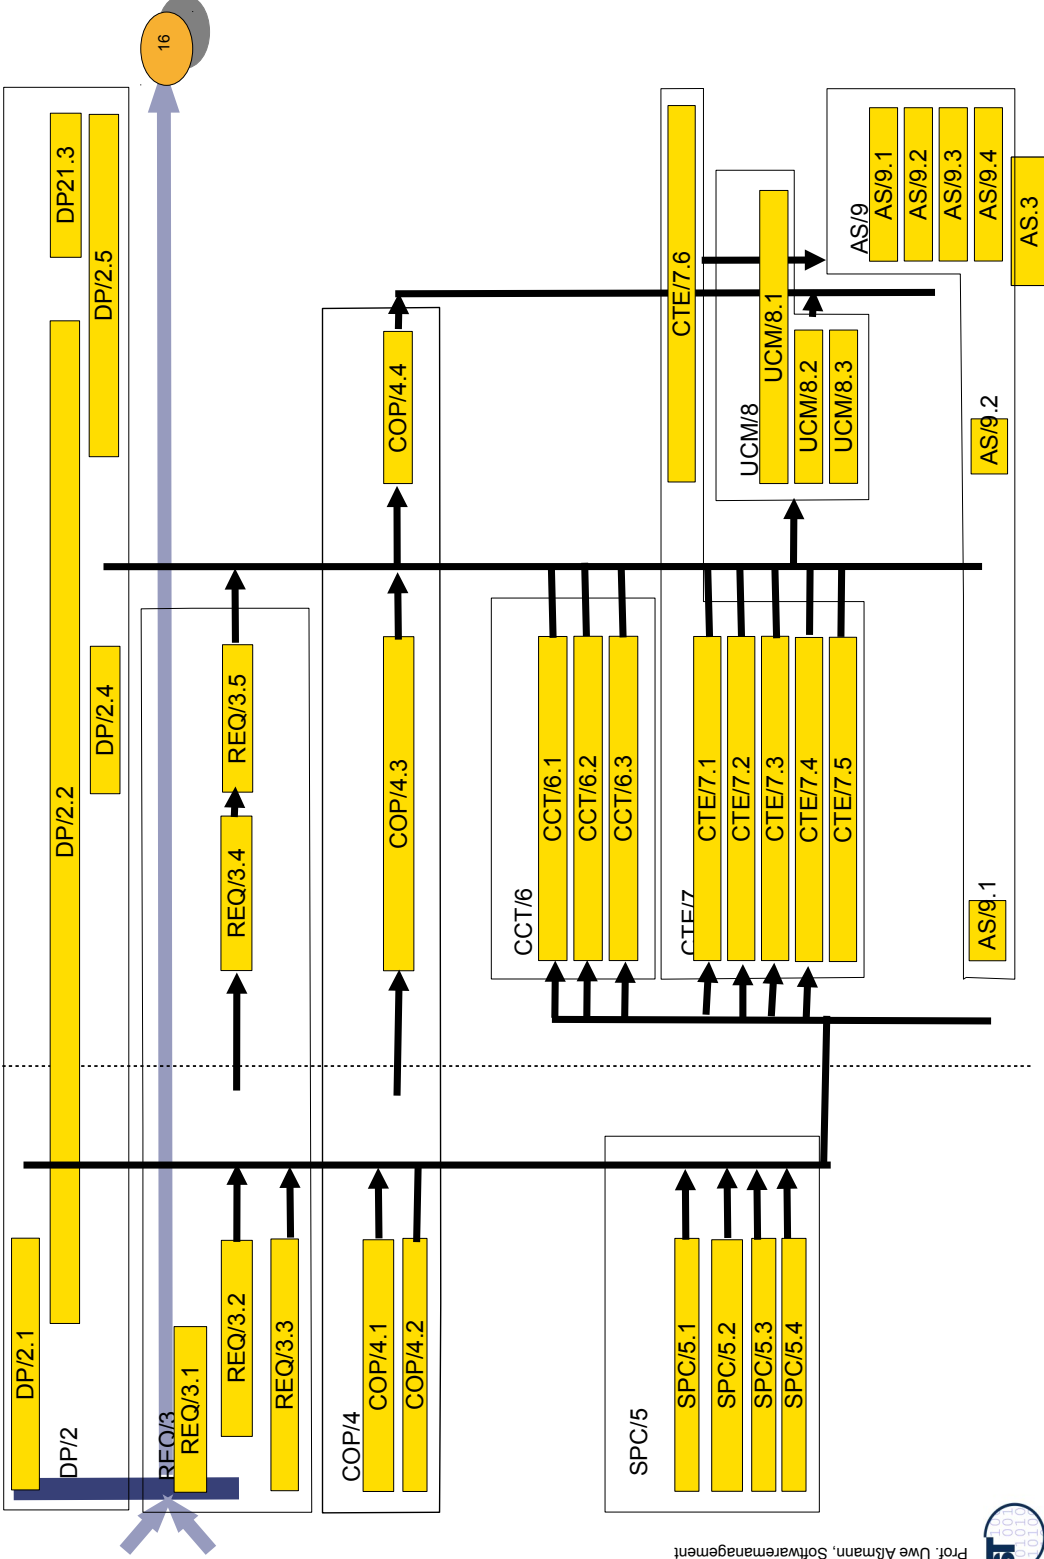 16
DP/2
DP/2.1
DP/2.2
DP21.3
DP/2.4
DP/2.5
REQ/3
REQ/3.1
REQ/3.2
REQ/3.3
REQ/3.4
REQ/3.5
COP/4
COP/4.1
COP/4.2
COP/4.3
COP/4.4
SPC/5
SPC/5.1
SPC/5.2
SPC/5.3
SPC/5.4
CCT/6
CCT/6.1
CCT/6.2
CCT/6.3
CTE/7
CTE/7.1
CTE/7.2
CTE/7.3
CTE/7.4
CTE/7.5
CTE/7.6
UCM/8
UCM/8.1
UCM/8.2
UCM/8.3
AS/9
AS/9.1
AS/9.2
AS/9.3
AS/9.4
AS/9.1
AS/9.2
AS.3
Prof. Uwe Aßmann, Softwaremanagement